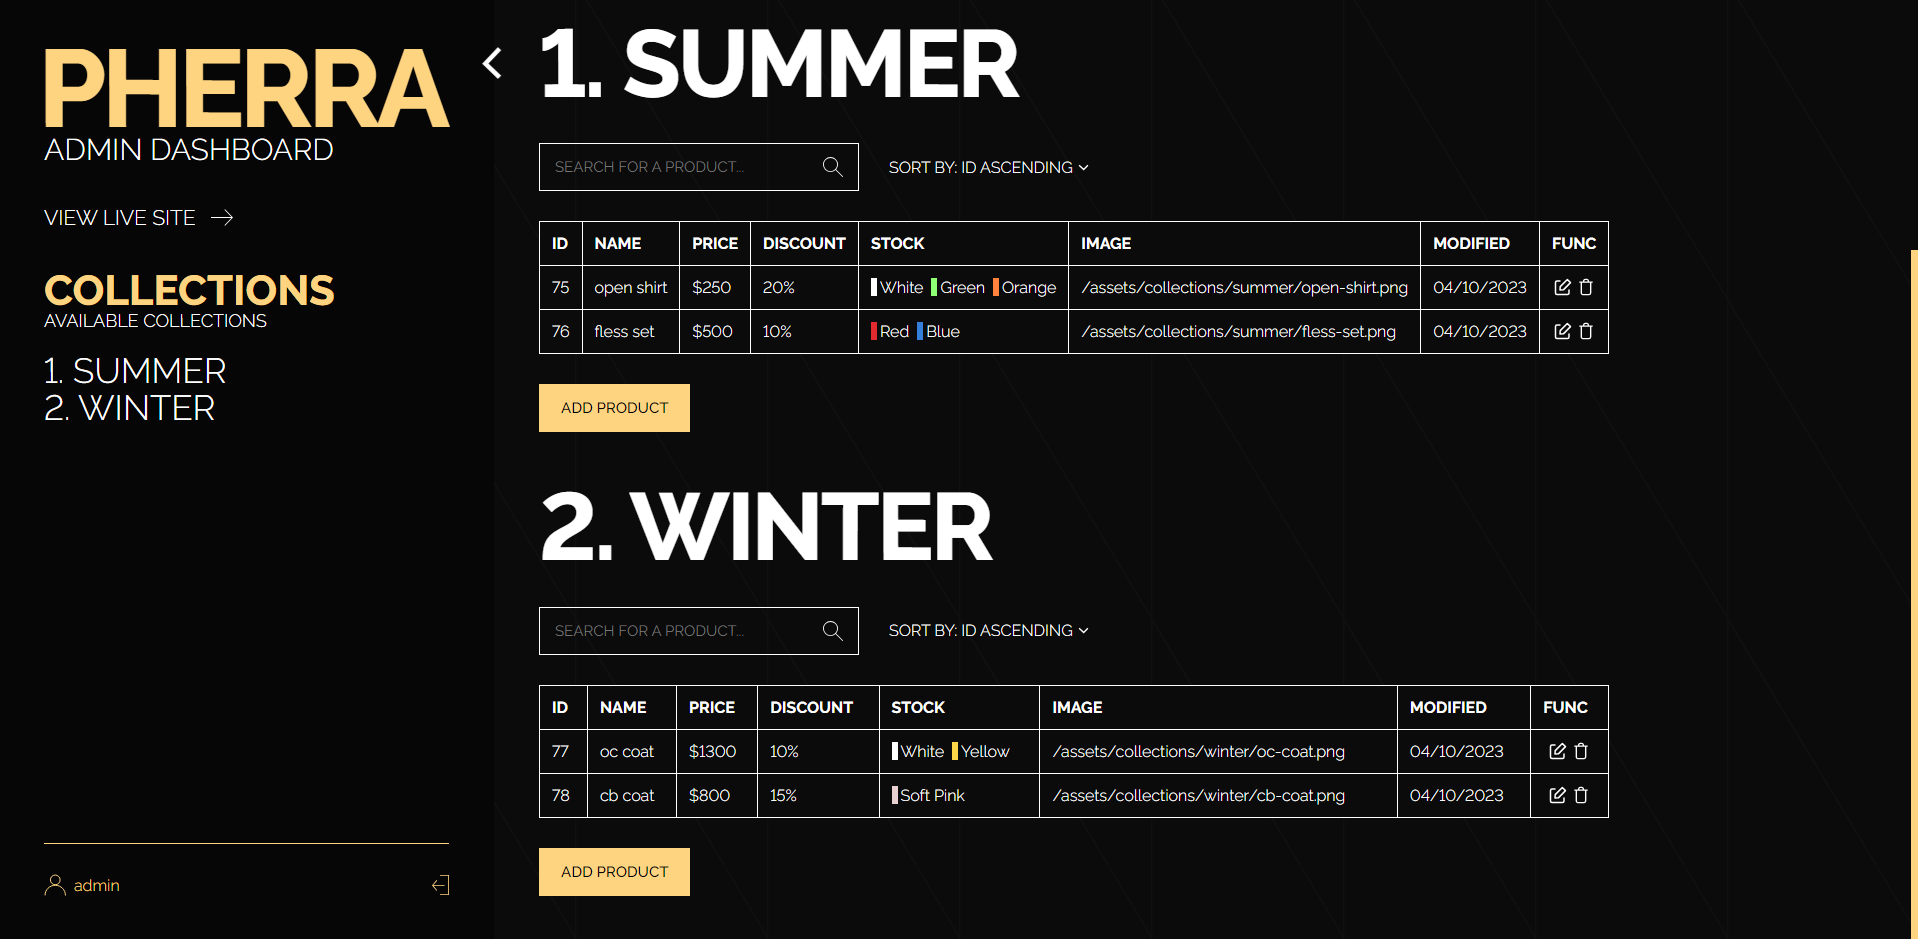 PHERRA
ADMIN DASHBOARD
VIEW LIVE SITE
COLLECTIONS
AVAILABLE COLLECTIONS
1. SUMMER
2. WINTER
admin
1. SUMMER
SEARCH FOR A PRODUCT... SORT BY: ID ASCENDING
ID NAME PRICE DISCOUNT STOCK IMAGE MODIFIED FUNC
75 open shirt $250 20% White Green Orange /assets/collections/summer/open-shirt.png 04/10/2023
76 fless set $500 10% Red Blue /assets/collections/summer/fless-set.png 04/10/2023
ADD PRODUCT
2. WINTER
SEARCH FOR A PRODUCT... SORT BY: ID ASCENDING
ID NAME PRICE DISCOUNT STOCK IMAGE MODIFIED FUNC
77 oc coat $1300 10% White Yellow /assets/collections/winter/oc-coat.png 04/10/2023
78 cb coat $800 15% Soft Pink /assets/collections/winter/cb-coat.png 04/10/2023
ADD PRODUCT